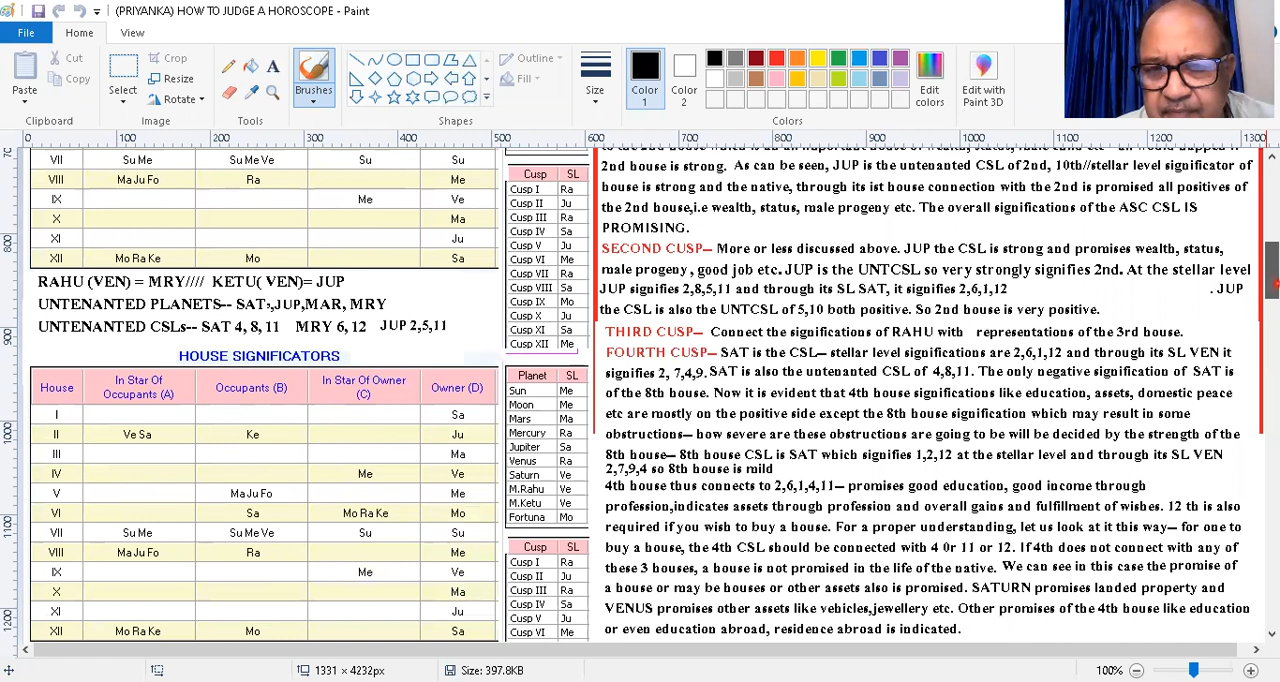 (PRIYANKA) HOW TO JUDGE A HOROSCOPE - Paint
File Home View
Paste Cut Copy
Select Crop Resize Rotate
Brushes
Outline Fill
Size
Color 1
Color 2
Edit colors
Edit with Paint 3D
Clipboard Image Tools Shapes Colors
0 100 200 300 400 500 600 700 800 900 1000 1100 1200 1300
VII Su Me Su Me Ve Su Su
VIII Ma Ju Fo Ra Me
IX Me Ve
X Ma
XI Ju
XII Mo Ra Ke Mo Sa
RAHU (VEN) = MRY//// KETU( VEN)= JUP
UNTENANTED PLANETS-- SAT,JUP,MAR, MRY
UNTENANTED CSLs-- SAT 4, 8, 11 MRY 6, 12 JUP 2,5,11
HOUSE SIGNIFICATORS
House In Star Of Occupants (A) Occupants (B) In Star Of Owner (C) Owner (D)
I Sa
II Ve Sa Ke Ju
III Ma
IV Me Ve
V Ma Ju Fo Me
VI Sa Mo Ra Ke Mo
VII Su Me Su Me Ve Su Su
VIII Ma Ju Fo Ra Me
IX Me Ve
X Ma
XI Ju
XII Mo Ra Ke Mo Sa
Cusp SL
Cusp I Ra
Cusp II Ju
Cusp III Ra
Cusp IV Sa
Cusp V Ju
Cusp VI Me
Cusp VII Ra
Cusp VIII Sa
Cusp IX Mo
Cusp X Ju
Cusp XI Sa
Cusp XII Me
Planet SL
Sun Me
Moon Me
Mars Ma
Mercury Ra
Jupiter Sa
Venus Ra
Saturn Ve
M.Rahu Ve
M.Ketu Ve
Fortuna Mo
Cusp SL
Cusp I Ra
Cusp II Ju
Cusp III Ra
Cusp IV Sa
Cusp V Ju
Cusp VI Me
2nd house is strong. As can be seen, JUP is the untenanted CSL of 2nd, 10th//stellar level significator of
house is strong and the native, through its ist house connection with the 2nd is promised all positives of
the 2nd house,i.e wealth, status, male progeny etc. The overall significations of the ASC CSL IS
PROMISING.
SECOND CUSP-- More or less discussed above. JUP the CSL is strong and promises wealth, status,
male progeny , good job etc. JUP is the UNTCSL so very strongly signifies 2nd. At the stellar level
JUP signifies 2,8,5,11 and through its SL SAT, it signifies 2,6,1,12 . JUP
the CSL is also the UNTCSL of 5,10 both positive. So 2nd house is very positive.
THIRD CUSP-- Connect the significations of RAHU with representations of the 3rd house.
FOURTH CUSP-- SAT is the CSL-- stellar level significations are 2,6,1,12 and through its SL VEN it
signifies 2, 7,4,9. SAT is also the untenanted CSL of 4,8,11. The only negative signification of SAT is
of the 8th house. Now it is evident that 4th house significations like education, assets, domestic peace
etc are mostly on the positive side except the 8th house signification which may result in some
obstructions-- how severe are these obstructions are going to be will be decided by the strength of the
8th house-- 8th house CSL is SAT which signifies 1,2,12 at the stellar level and through its SL VEN
2,7,9,4 so 8th house is mild
4th house thus connects to 2,6,1,4,11-- promises good education, good income through
profession,indicates assets through profession and overall gains and fulfillment of wishes. 12 th is also
required if you wish to buy a house. For a proper understanding, let us look at it this way-- for one to
buy a house, the 4th CSL should be connected with 4 0r 11 or 12. If 4th does not connect with any of
these 3 houses, a house is not promised in the life of the native. We can see in this case the promise of
a house or may be houses or other assets also is promised. SATURN promises landed property and
VENUS promises other assets like vehicles,jewellery etc. Other promises of the 4th house like education
or even education abroad, residence abroad is indicated.
1331 × 4232px Size: 397.8KB 100%